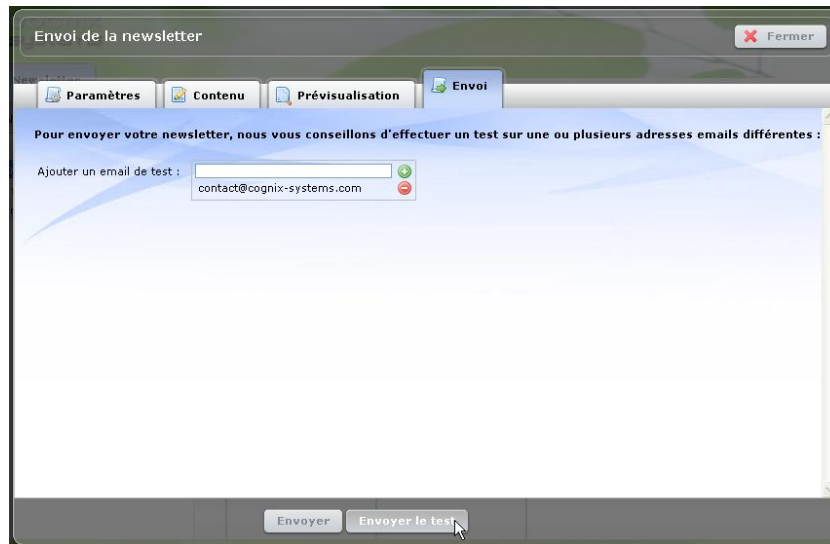 Envoi de la newsletter
Fermer
Paramètres
Contenu
Prévisualisation
Envoi
Pour envoyer votre newsletter, nous vous conseillons d'effectuer un test sur une ou plusieurs adresses emails différentes :
Ajouter un email de test :
contact@cognix-systems.com
Envoyer
Envoyer le test